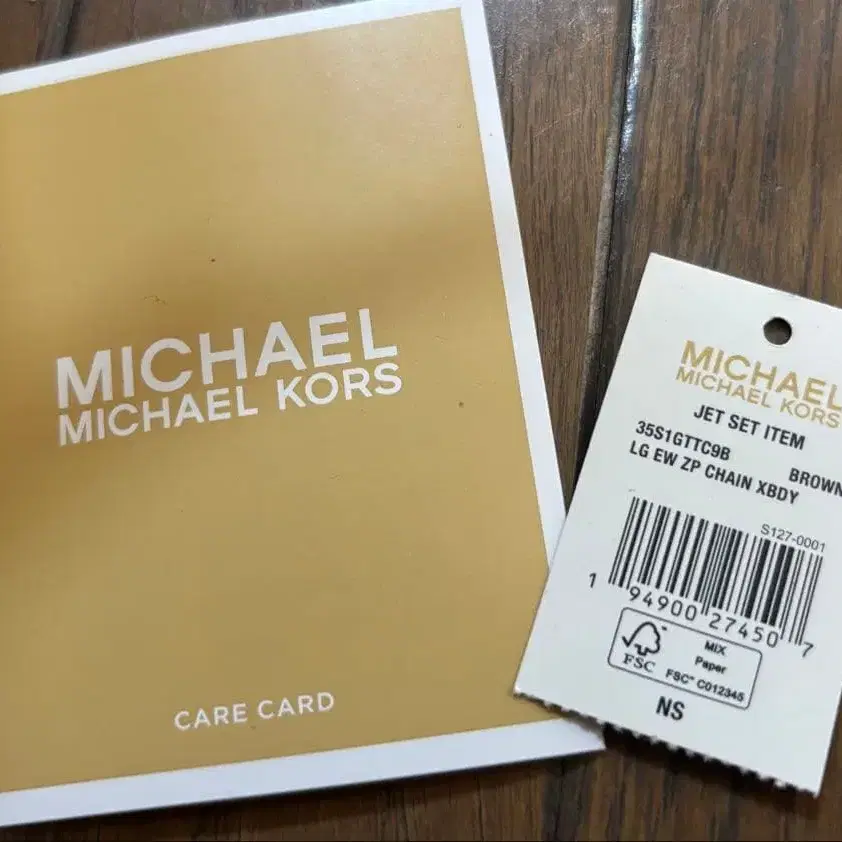 MICHAEL
MICHAEL KORS
CARE CARD
MICHAEL
MICHAEL KORS
JET SET ITEM
35S1GTTC9B BROWN
LG EW ZP CHAIN XBDY
S127-0001
1 94900 27450 7
FSC
MIX
Paper
FSC™ C012345
NS